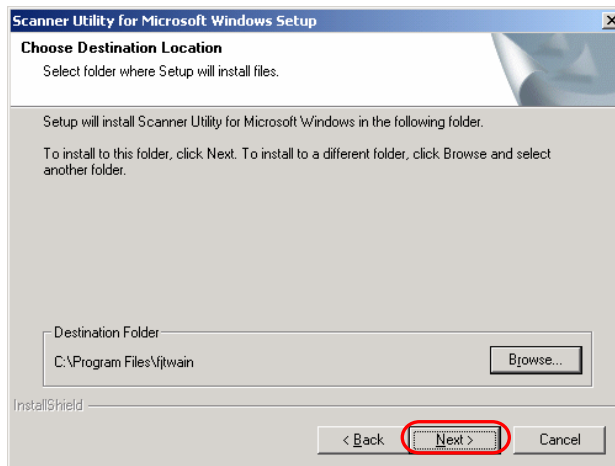 Scanner Utility for Microsoft Windows Setup
Choose Destination Location
Select folder where Setup will install files.
Setup will install Scanner Utility for Microsoft Windows in the following folder.
To install to this folder, click Next. To install to a different folder, click Browse and select
another folder.
Destination Folder
C:\Program Files\fjtwain
Browse...
InstallShield
< Back
Next >
Cancel